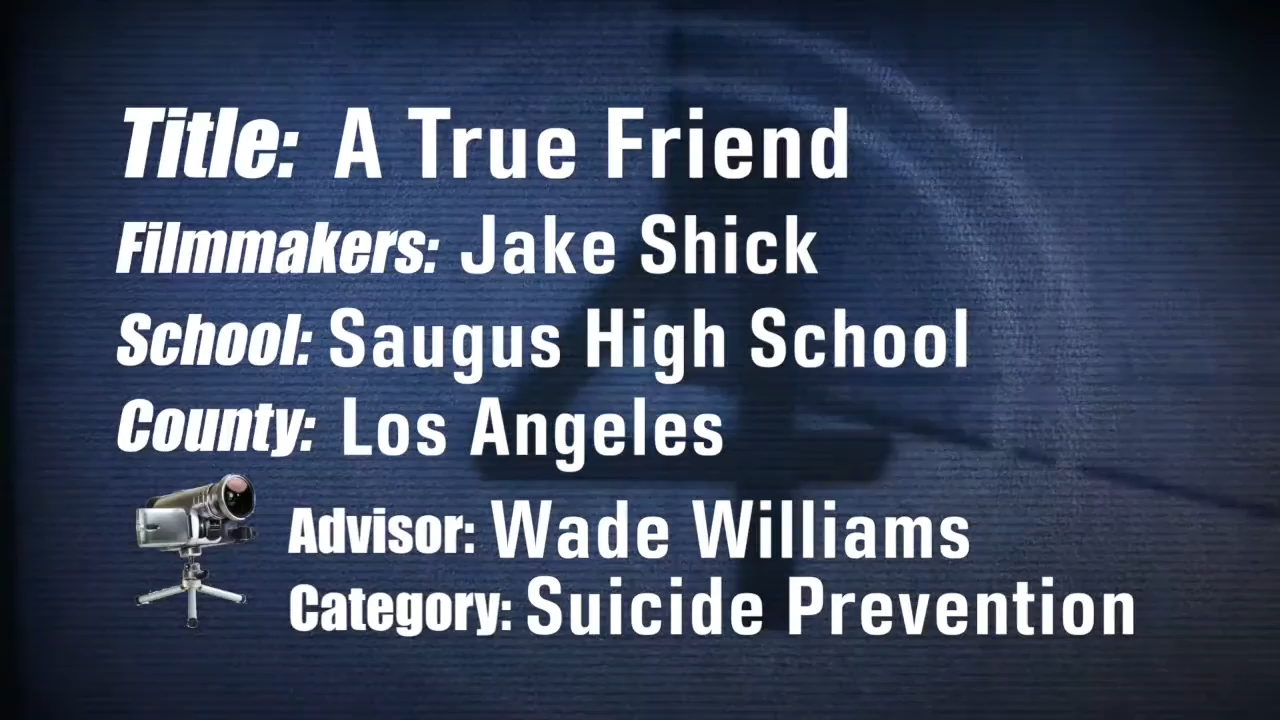 Title: A True Friend
Filmmakers: Jake Shick
School: Saugus High School
County: Los Angeles
Advisor: Wade Williams
Category: Suicide Prevention